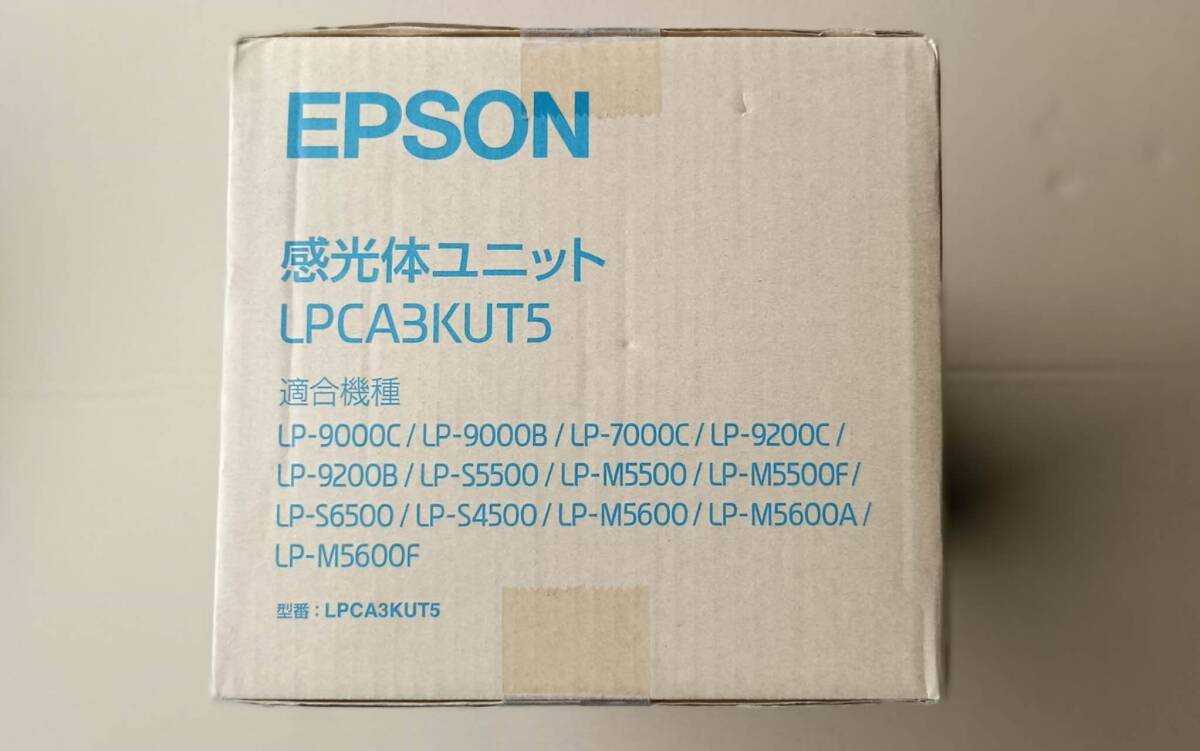 EPSON
感光体ユニット
LPCA3KUT5
適合機種
LP-9000C / LP-9000B / LP-7000C / LP-9200C /
LP-9200B / LP-S5500 / LP-M5500 / LP-M5500F /
LP-S6500 / LP-S4500 / LP-M5600 / LP-M5600A /
LP-M5600F
型番 : LPCA3KUT5